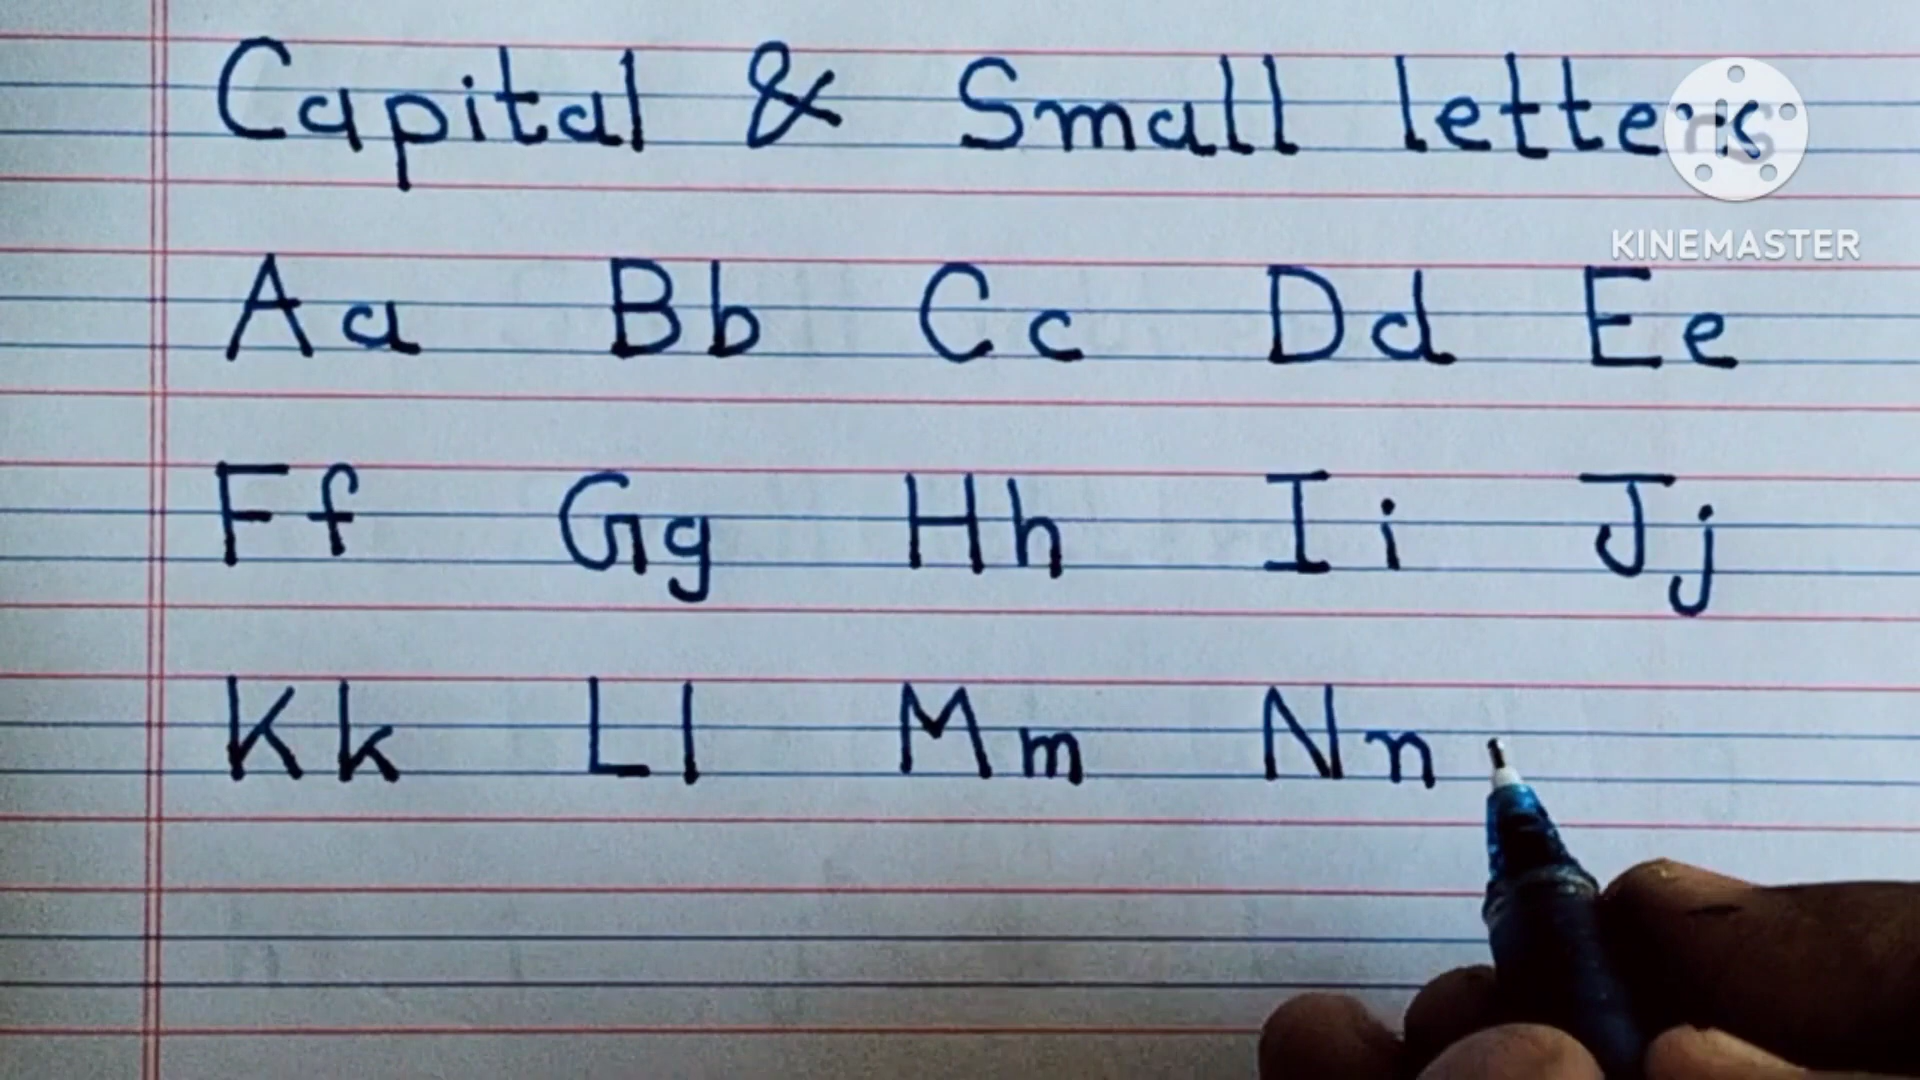 Capital & Small letters
KINEMASTER
Aa Bb Cc Dd Ee
Ff Gg Hh Ii Jj
Kk Ll Mm Nn